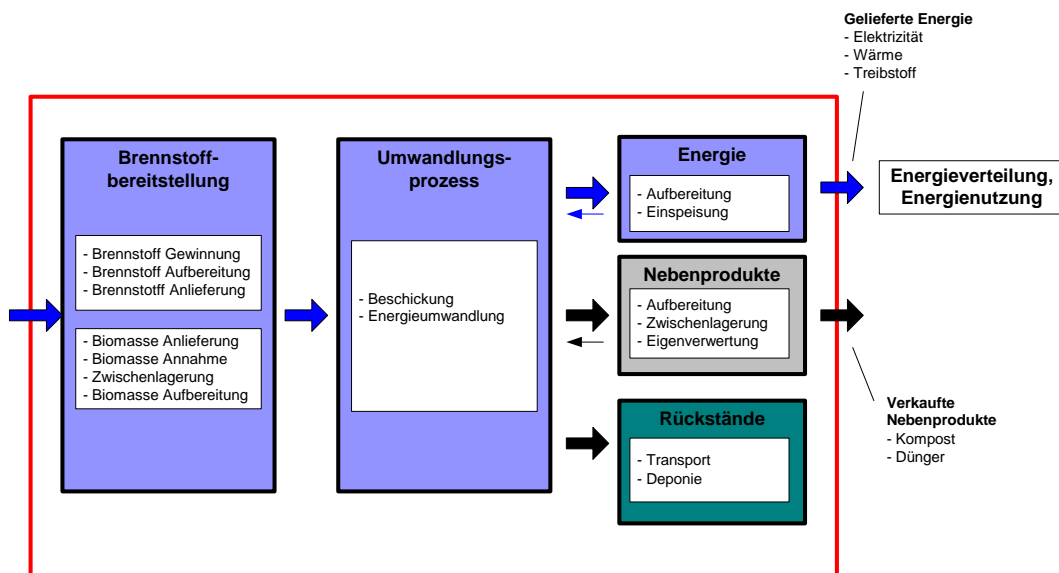 Gelieferte Energie
- Elektrizität
- Wärme
- Treibstoff
Brennstoff-
bereitstellung
- Brennstoff Gewinnung
- Brennstoff Aufbereitung
- Brennstotff Anlieferung
- Biomasse Anlieferung
- Biomasse Annahme
- Zwischenlagerung
- Biomasse Aufbereitung
Umwandlungs-
prozess
- Beschickung
- Energieumwandlung
Energie
- Aufbereitung
- Einspeisung
Nebenprodukte
- Aufbereitung
- Zwischenlagerung
- Eigenverwertung
Rückstände
- Transport
- Deponie
Energieverteilung,
Energienutzung
Verkaufte
Nebenprodukte
- Kompost
- Dünger